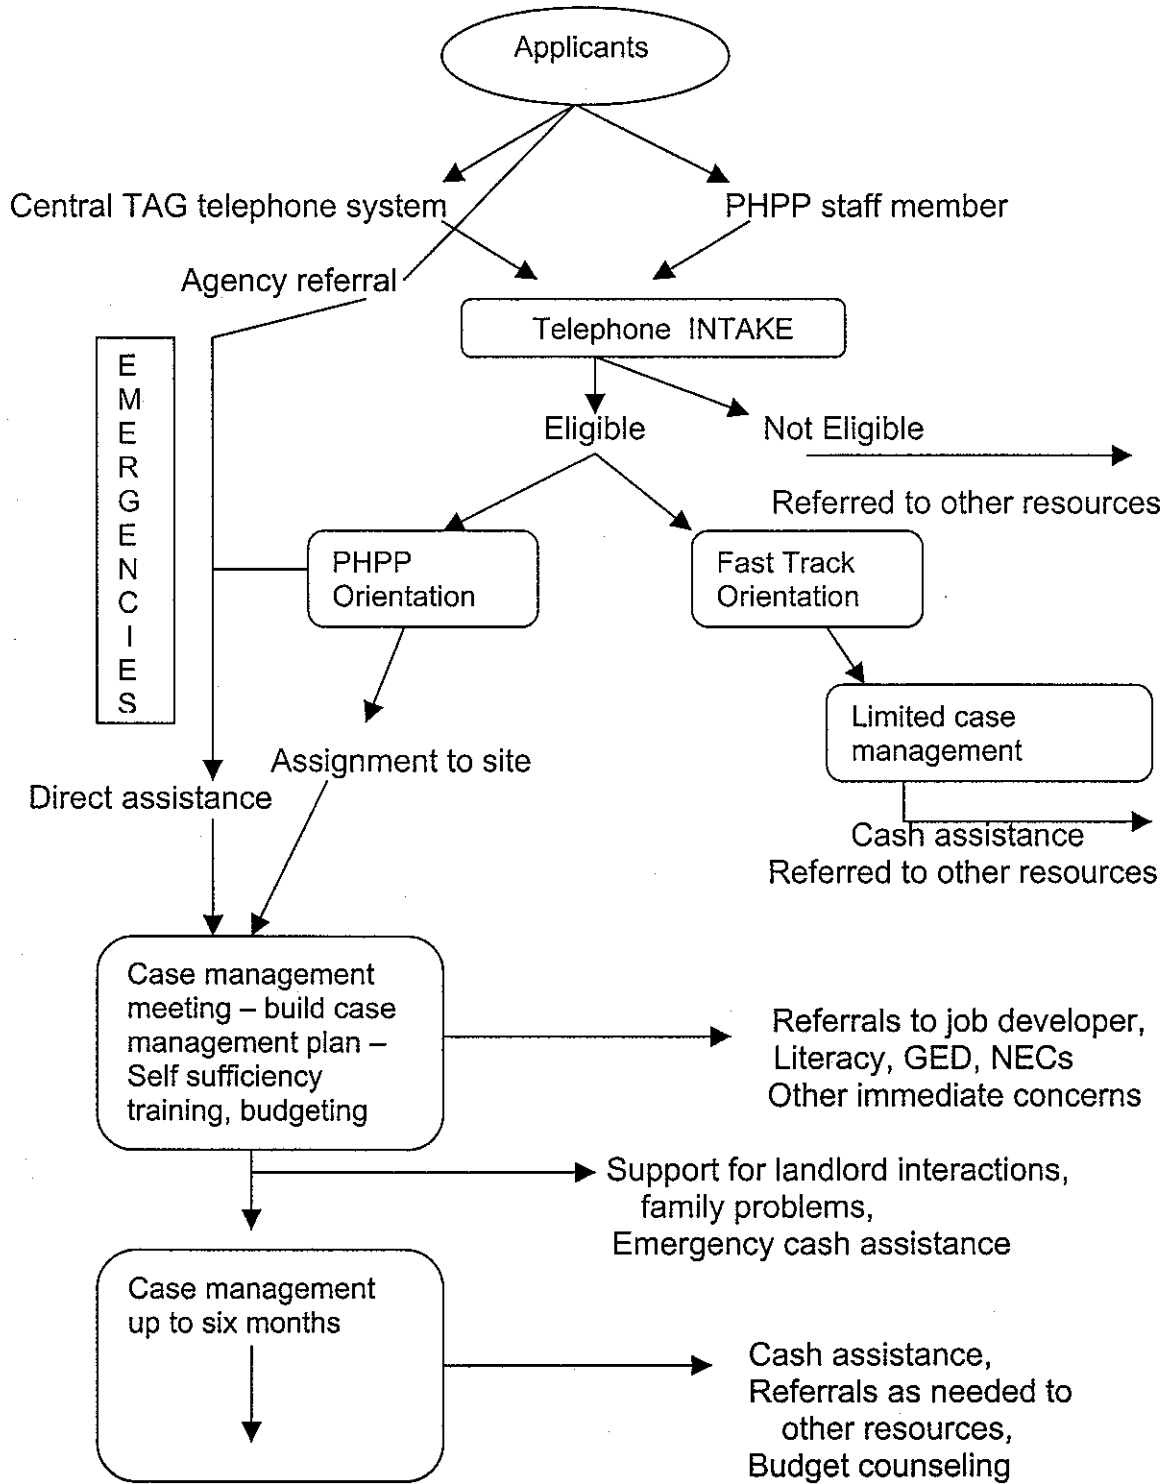 Applicants
Central TAG telephone system
PHPP staff member
Agency referral
Telephone INTAKE
E
M
E
R
G
E
N
C
I
E
S
Eligible
Not Eligible
Referred to other resources
PHPP
Orientation
Fast Track
Orientation
Limited case
management
Assignment to site
Direct assistance
Cash assistance
Referred to other resources
Case management
meeting – build case
management plan –
Self sufficiency
training, budgeting
Referrals to job developer,
Literacy, GED, NECs
Other immediate concerns
Support for landlord interactions,
family problems,
Emergency cash assistance
Case management
up to six months
Cash assistance,
Referrals as needed to
other resources,
Budget counseling